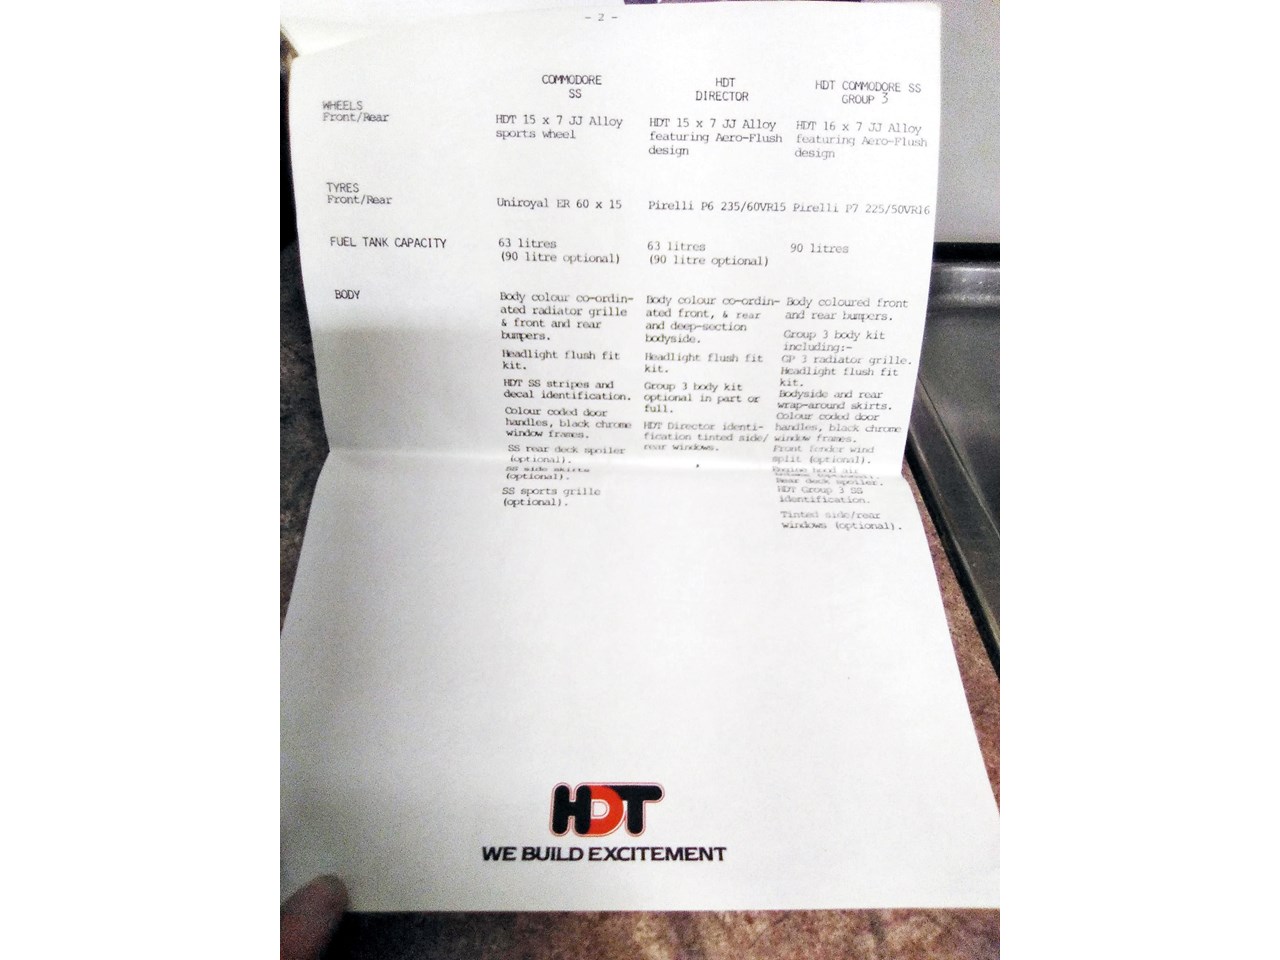 - 2 -
COMMODORE
SS
HDT
DIRECTOR
HDT COMMODORE SS
GROUP 3
WHEELS
Front/Rear
HDT 15 x 7 JJ Alloy
sports wheel
HDT 15 x 7 JJ Alloy
featuring Aero-Flush
design
HDT 16 x 7 JJ Alloy
featuring Aero-Flush
design
TYRES
Front/Rear
Uniroyal ER 60 x 15
Pirelli P6 235/60VR15
Pirelli P7 225/50VR16
FUEL TANK CAPACITY
63 litres
(90 litre optional)
63 litres
(90 litre optional)
90 litres
BODY
Body colour co-ordin-
ated radiator grille
& front and rear
bumpers.
Headlight flush fit
kit.
HDT SS stripes and
decal identification.
Colour coded door
handles, black chrome
window frames.
SS rear deck spoiler
(optional).
SS side skirts
(optional).
SS sports grille
(optional).
Body colour co-ordin-
ated front, & rear
and deep-section
bodyside.
Headlight flush fit
kit.
Group 3 body kit
optional in part or
full.
HDT Director identi-
fication tinted side/
rear windows.
Body coloured front
and rear bumpers.
Group 3 body kit
including:-
GP 3 radiator grille.
Headlight flush fit
kit.
Bodyside and rear
wrap-around skirts.
Colour coded door
handles, black chrome
window frames.
Front fender wind
split (optional).
Engine hood air
Rear deck spoiler.
HDT Group 3 SS
identification.
Tinted side/rear
windows (optional).
HDT
WE BUILD EXCITEMENT